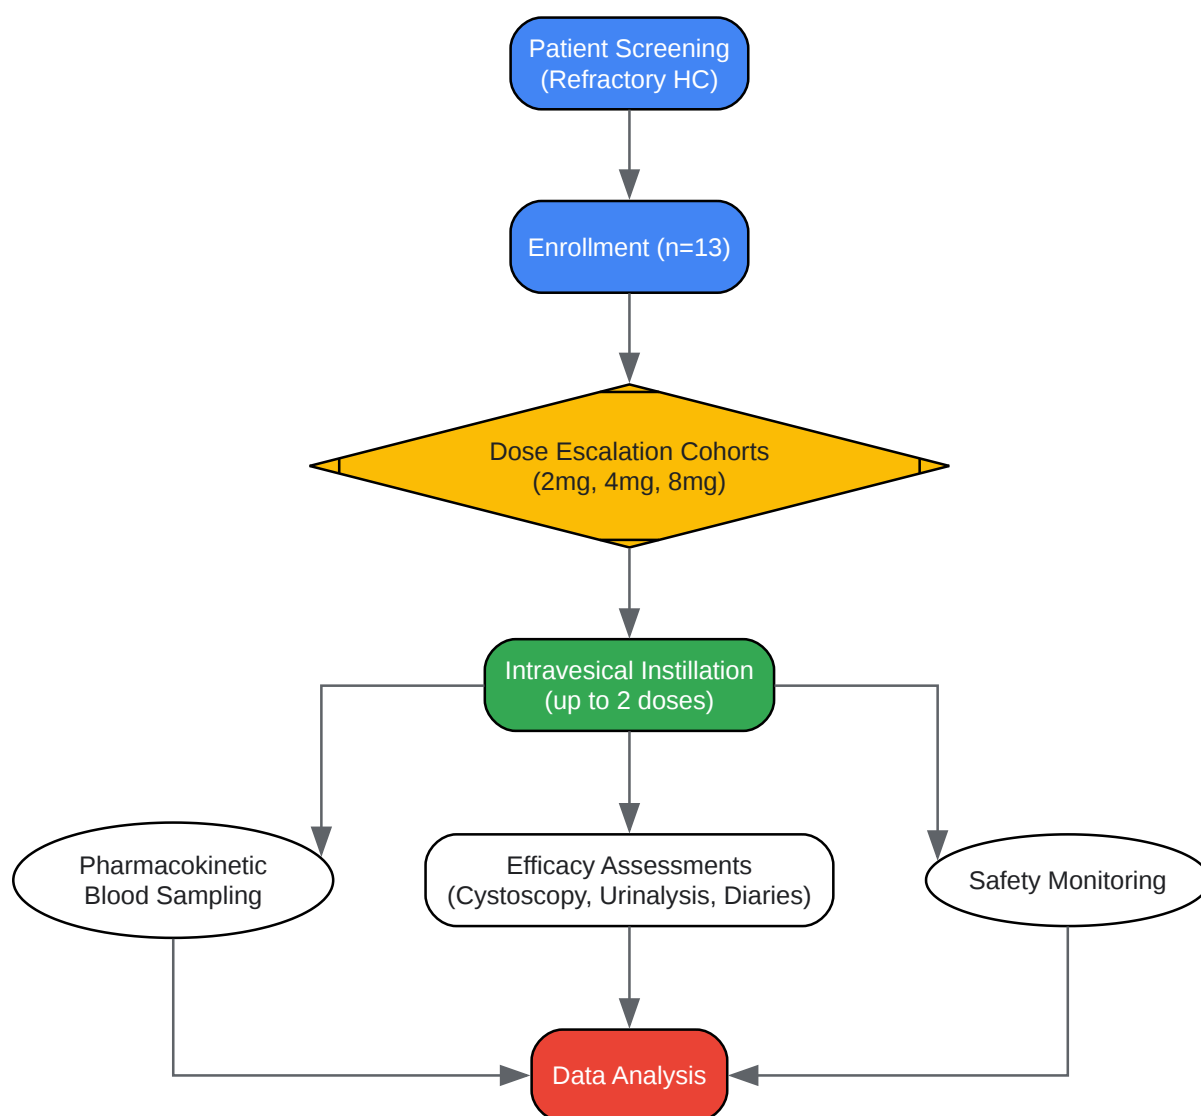 Patient Screening
(Refractory HC)
Enrollment (n=13)
Dose Escalation Cohorts
(2mg, 4mg, 8mg)
Intravesical Instillation
(up to 2 doses)
Pharmacokinetic
Blood Sampling
Efficacy Assessments
(Cystoscopy, Urinalysis, Diaries)
Safety Monitoring
Data Analysis